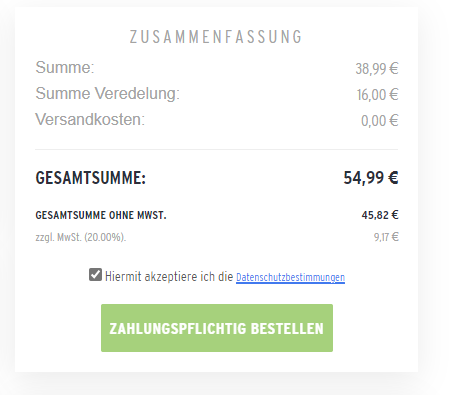 ZUSAMMENFASSUNG
Summe: 38,99 €
Summe Veredelung: 16,00 €
Versandkosten: 0,00 €
GESAMTSUMME: 54,99 €
GESAMTSUMME OHNE MWST. 45,82 €
zzgl. MwSt. (20.00%). 9,17 €
Hiermit akzeptiere ich die Datenschutzbestimmungen
ZAHLUNGSPFLICHTIG BESTELLEN